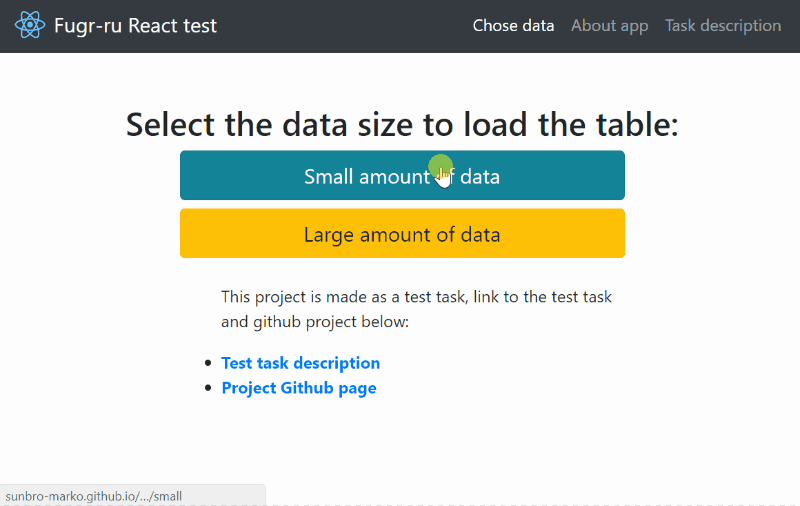 Fugr-ru React test
Chose data
About app
Task description
Select the data size to load the table:
Small amount of data
Large amount of data
This project is made as a test task, link to the test task
and github project below:
Test task description
Project Github page
sunbro-marko.github.io/.../small